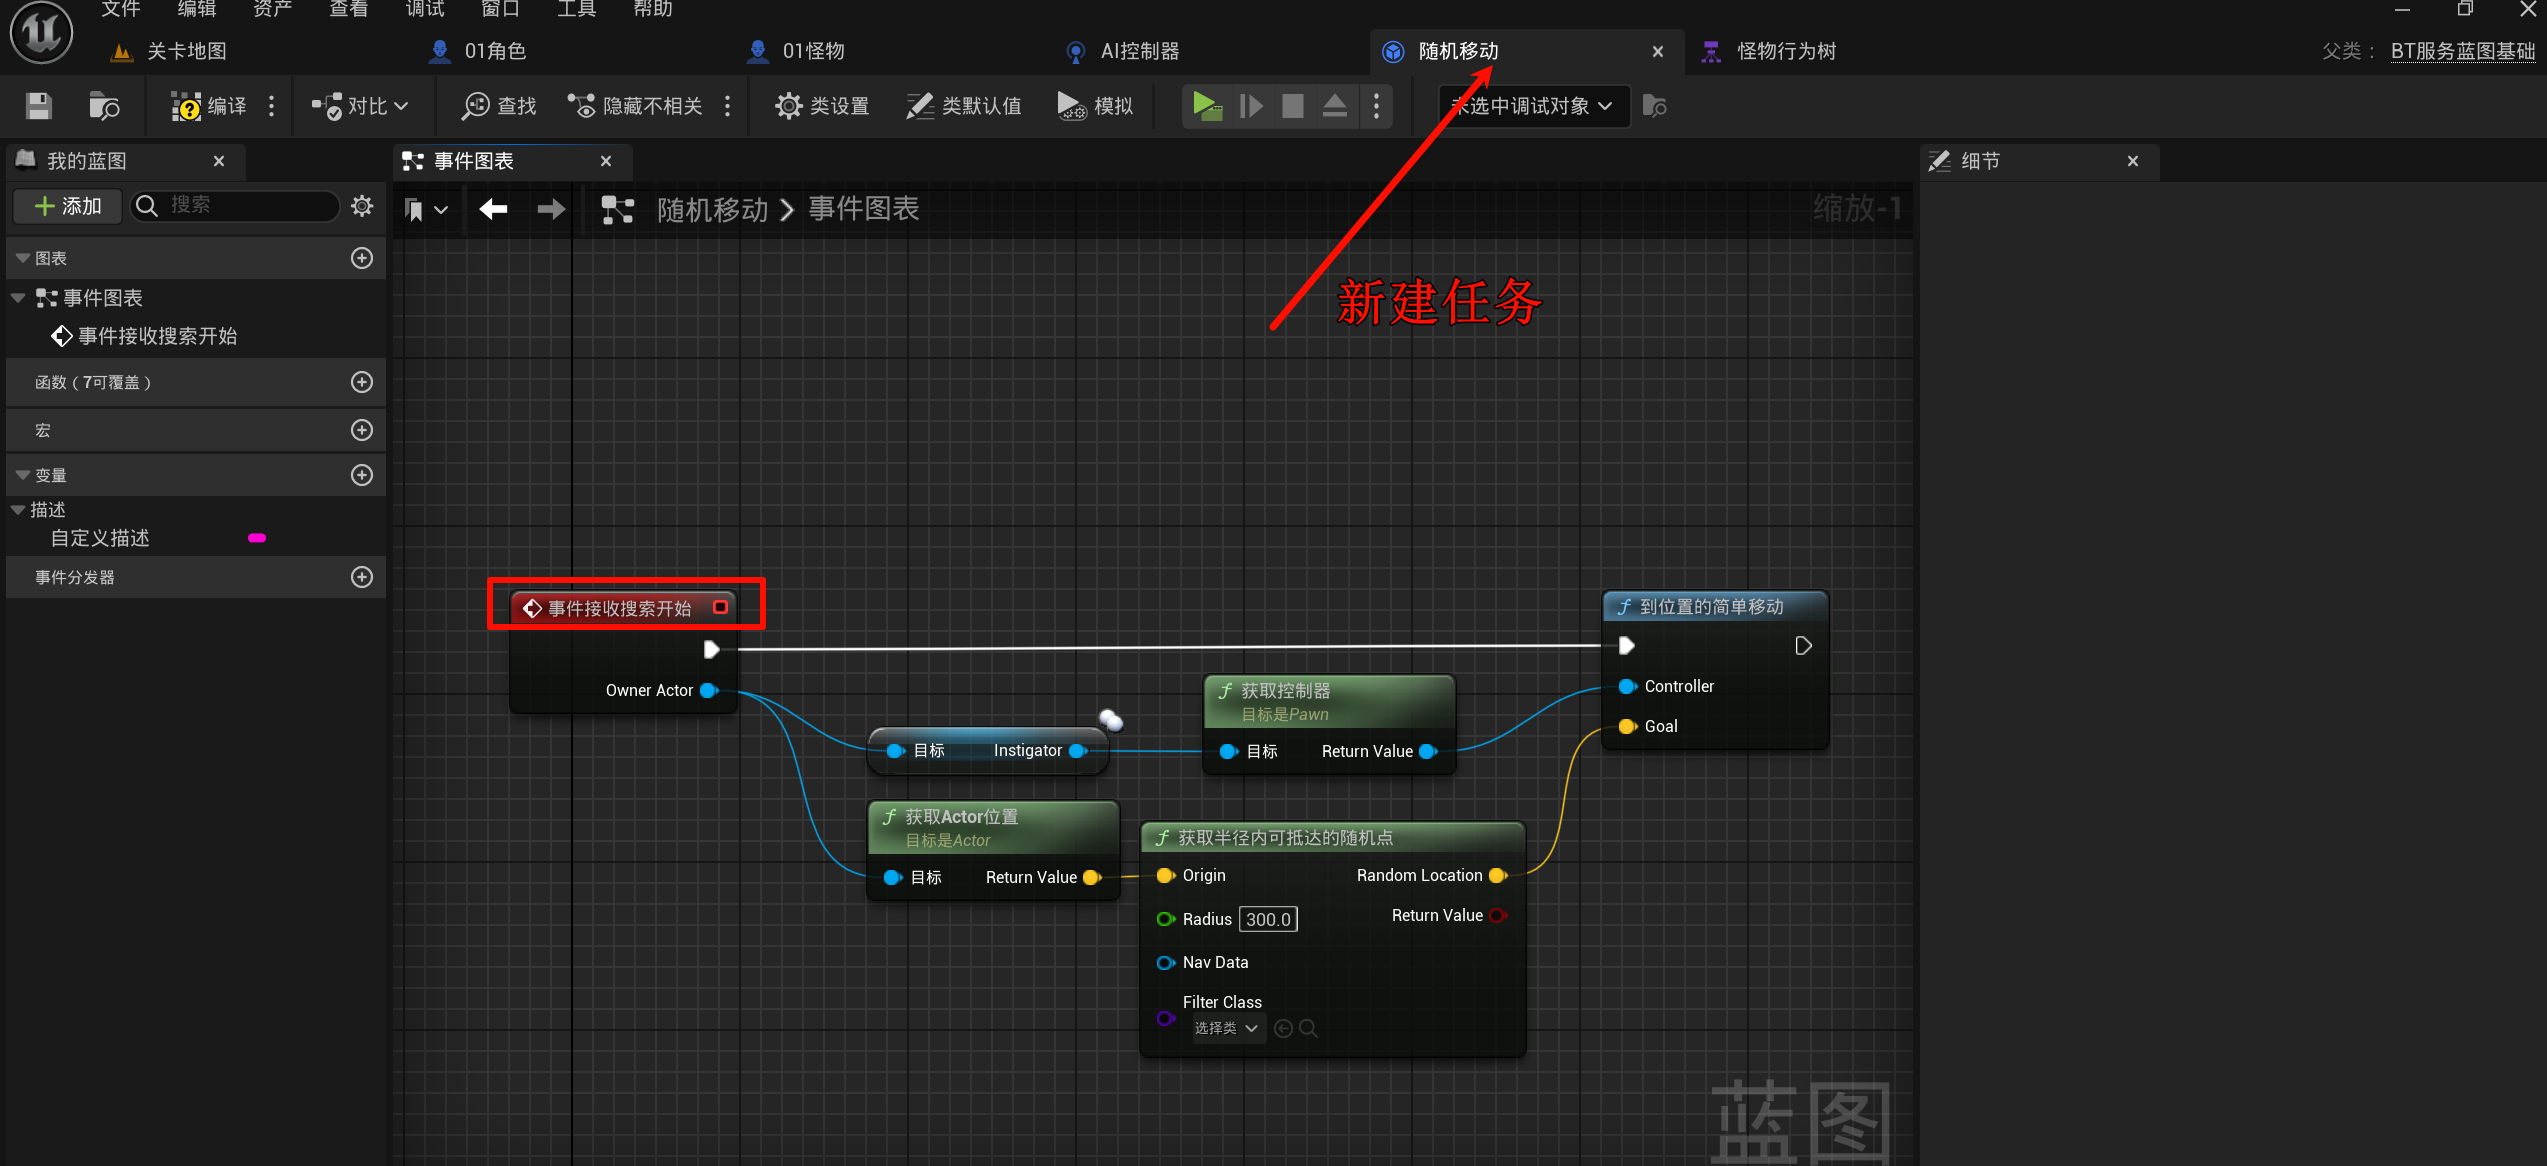 文件 编辑 资产 查看 调试 窗口 工具 帮助
关卡地图 01角色 01怪物 AI控制器 随机移动 怪物行为树 父类： BT服务蓝图基础
编译 对比 查找 隐藏不相关 类设置 类默认值 模拟 未选中调试对象
我的蓝图 事件图表 细节
添加 搜索 随机移动 事件图表 缩放-1
图表
事件图表
事件接收搜索开始
函数（7可覆盖）
宏
变量
描述
自定义描述
事件分发器
新建任务
事件接收搜索开始
Owner Actor
目标 Instigator
获取控制器
目标是Pawn
目标 Return Value
到位置的简单移动
Controller
Goal
获取Actor位置
目标是Actor
目标 Return Value
获取半径内可抵达的随机点
Origin Random Location
Radius 300.0 Return Value
Nav Data
Filter Class
选择类
蓝图